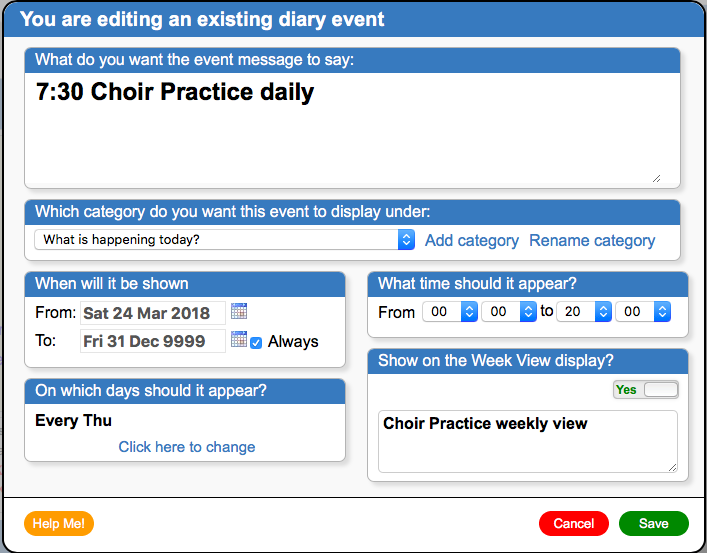 You are editing an existing diary event
What do you want the event message to say:
7:30 Choir Practice daily
Which category do you want this event to display under:
What is happening today? Add category Rename category
When will it be shown
From: Sat 24 Mar 2018
To: Fri 31 Dec 9999 Always
What time should it appear?
From 00 00 to 20 00
On which days should it appear?
Every Thu
Click here to change
Show on the Week View display?
Yes
Choir Practice weekly view
Help Me! Cancel Save